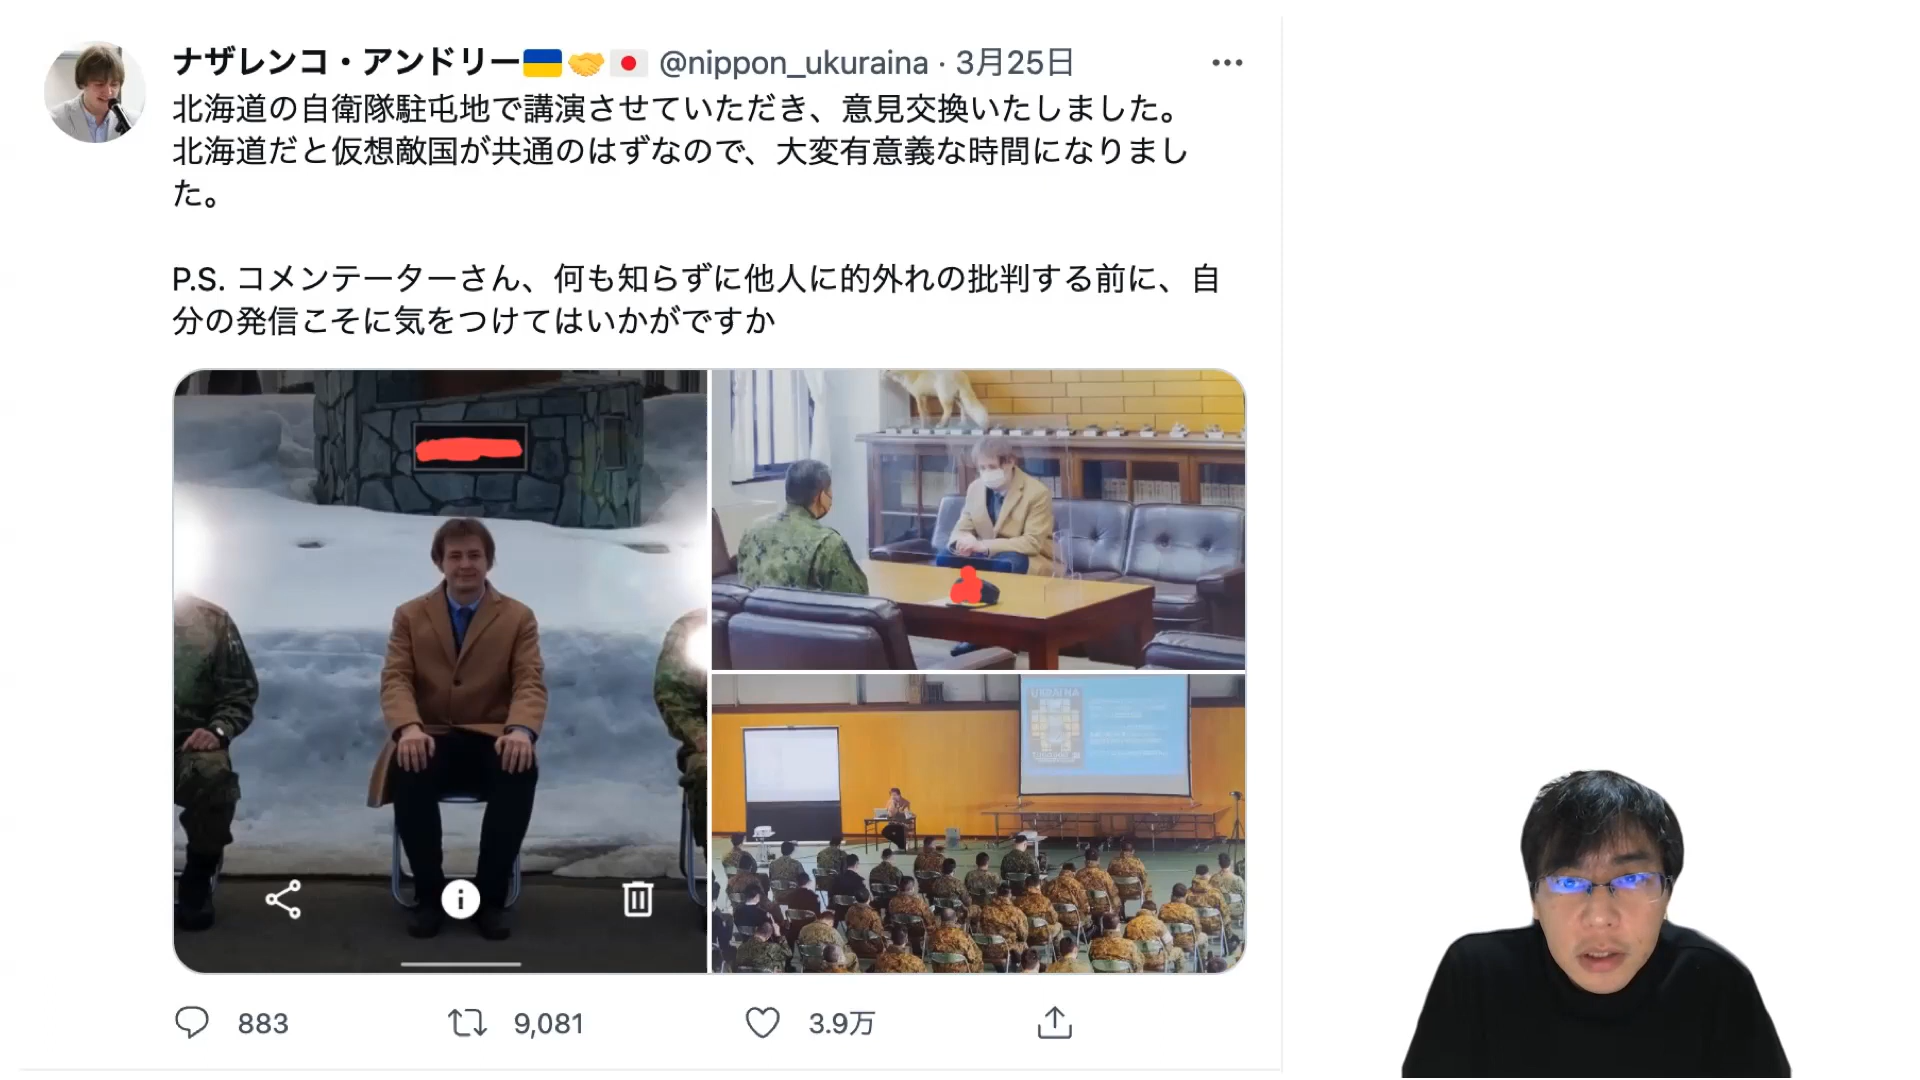 ナザレンコ・アンドリー🇺🇦🤝🇯🇵 @nippon_ukuraina · 3月25日
北海道の自衛隊駐屯地で講演させていただき、意見交換いたしました。
北海道だと仮想敵国が共通のはずなので、大変有意義な時間になりまし
た。
P.S. コメンテーターさん、何も知らずに他人に的外れの批判する前に、自
分の発信こそに気をつけてはいかがですか
UKRAINA
883
9,081
3.9万